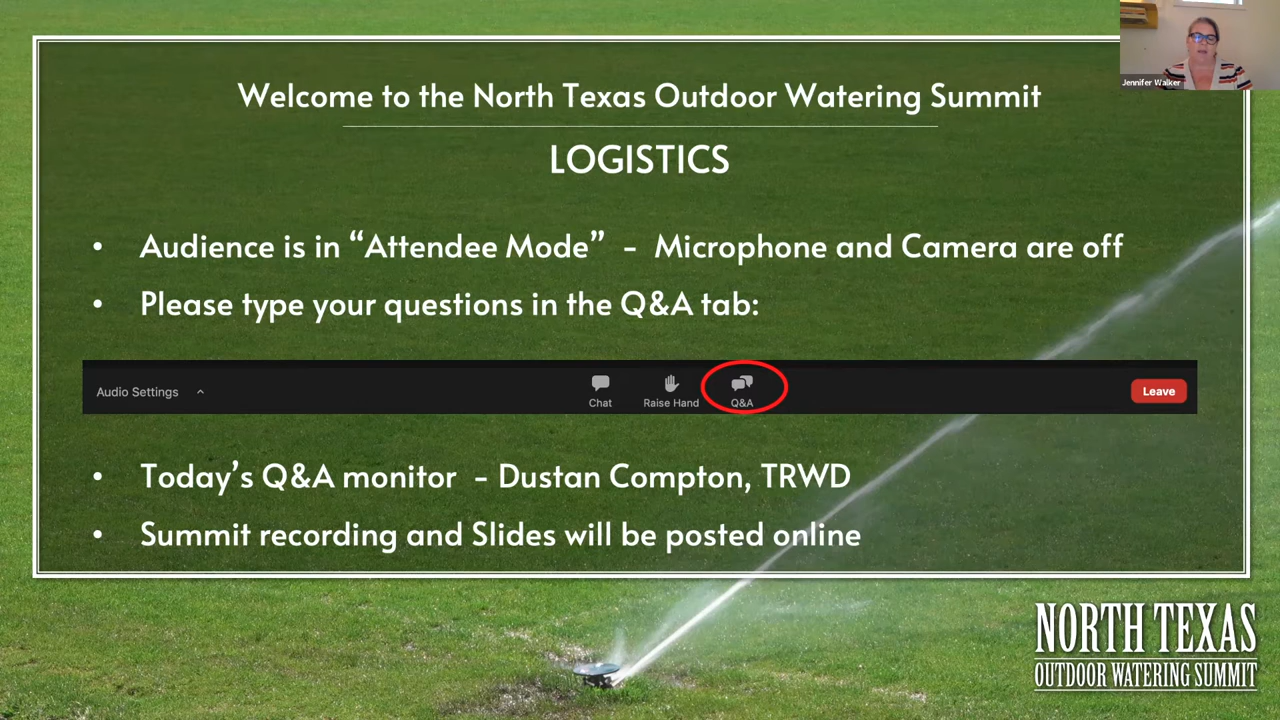 Jennifer Walker
Welcome to the North Texas Outdoor Watering Summit
LOGISTICS
• Audience is in “Attendee Mode” - Microphone and Camera are off
• Please type your questions in the Q&A tab:
Audio Settings
Chat
Raise Hand
Q&A
Leave
• Today’s Q&A monitor - Dustan Compton, TRWD
• Summit recording and Slides will be posted online
NORTH TEXAS
OUTDOOR WATERING SUMMIT